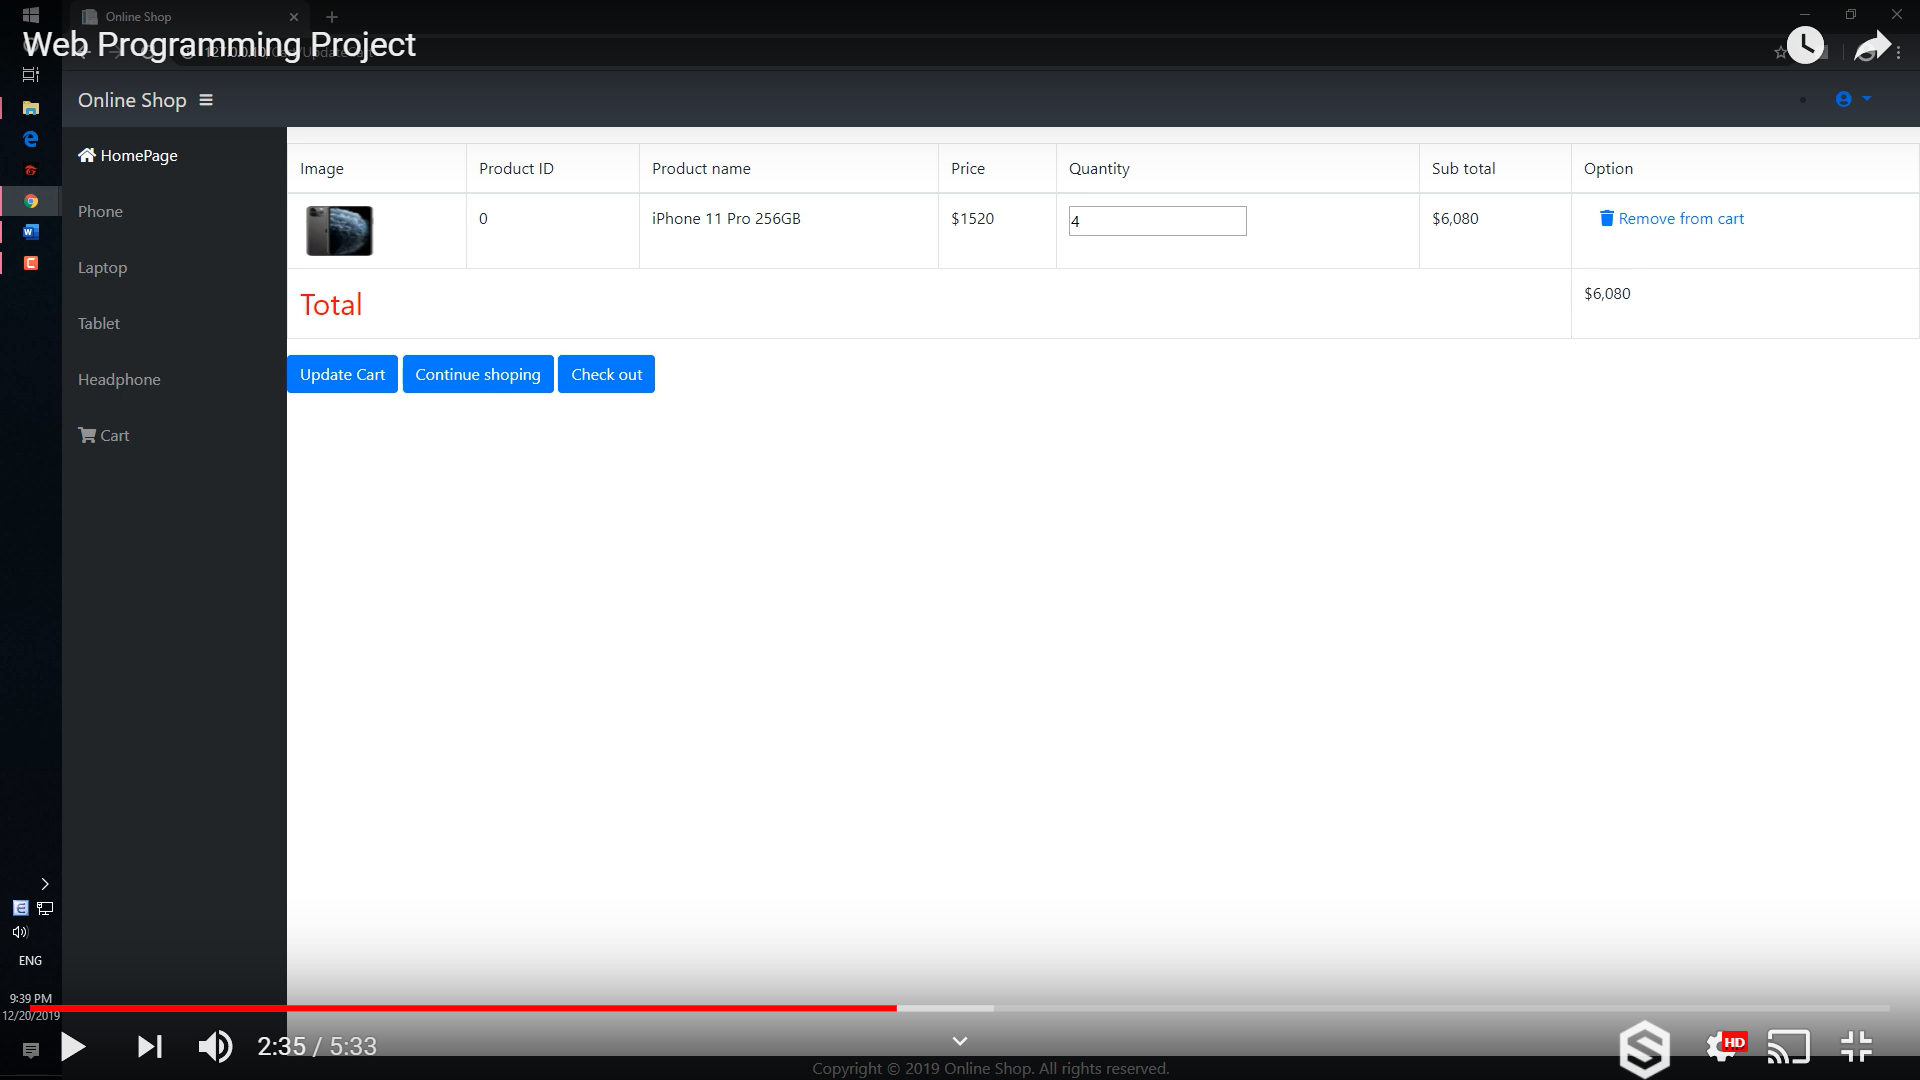 Online Shop
Web Programming Project
Online Shop
HomePage
Phone
Laptop
Tablet
Headphone
Cart
Image Product ID Product name Price Quantity Sub total Option
0 iPhone 11 Pro 256GB $1520 4 $6,080 Remove from cart
Total $6,080
Update Cart Continue shoping Check out
ENG
9:39 PM
12/20/2019
2:35 / 5:33
HD
Copyright © 2019 Online Shop. All rights reserved.